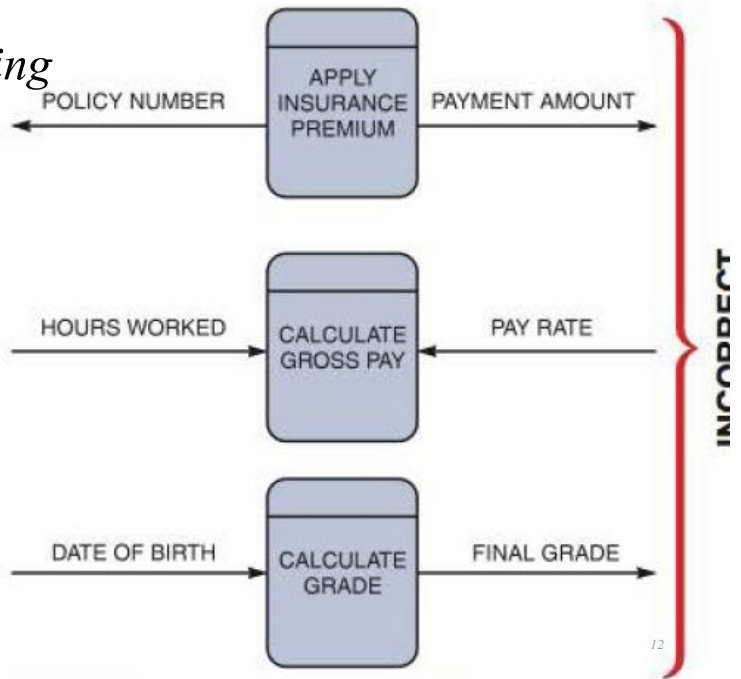 ing
APPLY
INSURANCE
PREMIUM
POLICY NUMBER
PAYMENT AMOUNT
HOURS WORKED
CALCULATE
GROSS PAY
PAY RATE
DATE OF BIRTH
CALCULATE
GRADE
FINAL GRADE
INCORRECT
12